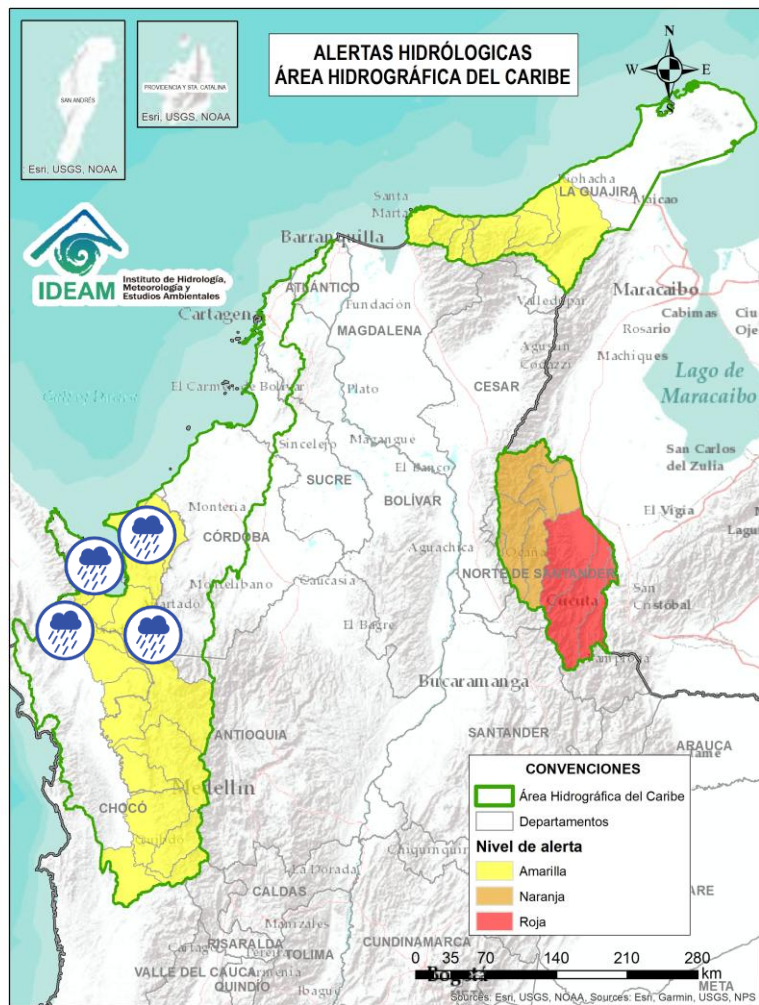 ALERTAS HIDRÓLOGICAS
ÁREA HIDROGRÁFICA DEL CARIBE
N
W
E
S
SAN ANDRÉS
Esri, USGS, NOAA
PROVIDENCIA Y STA. CATALINA
Esri, USGS, NOAA
IDEAM
Instituto de Hidrología,
Meteorología y
Estudios Ambientales
Santa
Marta
LA GUAJIRA
Maicao
Barranquilla
ATLÁNTICO
Cartagena
Fundación
MAGDALENA
Valledupar
Maracaibo
Cabimas
Rosario
Machiques
Agustín
Codazzi
CESAR
Lago de
Maracaibo
El Carmen de Bolívar
Plato
Sincelejo
Magangue
SUCRE
El Banco
BOLÍVAR
San Carlos
del Zulia
El Vigía
Montería
CÓRDOBA
Montelíbano
Aguachica
Ocaña
NORTE DE SANTANDER
Cúcuta
San
Cristóbal
Caucasia
El Bagre
Pamplona
Bucaramanga
SANTANDER
ARAUCA
ANTIOQUIA
Medellín
CHOCÓ
Quibdó
La Dorada
CALDAS
Manizales
RISARALDA
TOLIMA
CUNDINAMARCA
VALLE DEL CAUCA
Armenia
QUINDÍO
Ibagué
Bogotá
META
CONVENCIONES
Área Hidrográfica del Caribe
Departamentos
Nivel de alerta
Amarilla
Naranja
Roja
0 35 70 140 210 280
km
Sources: Esri, USGS, NOAA, Sources: Esri, Garmin, USGS, NPS